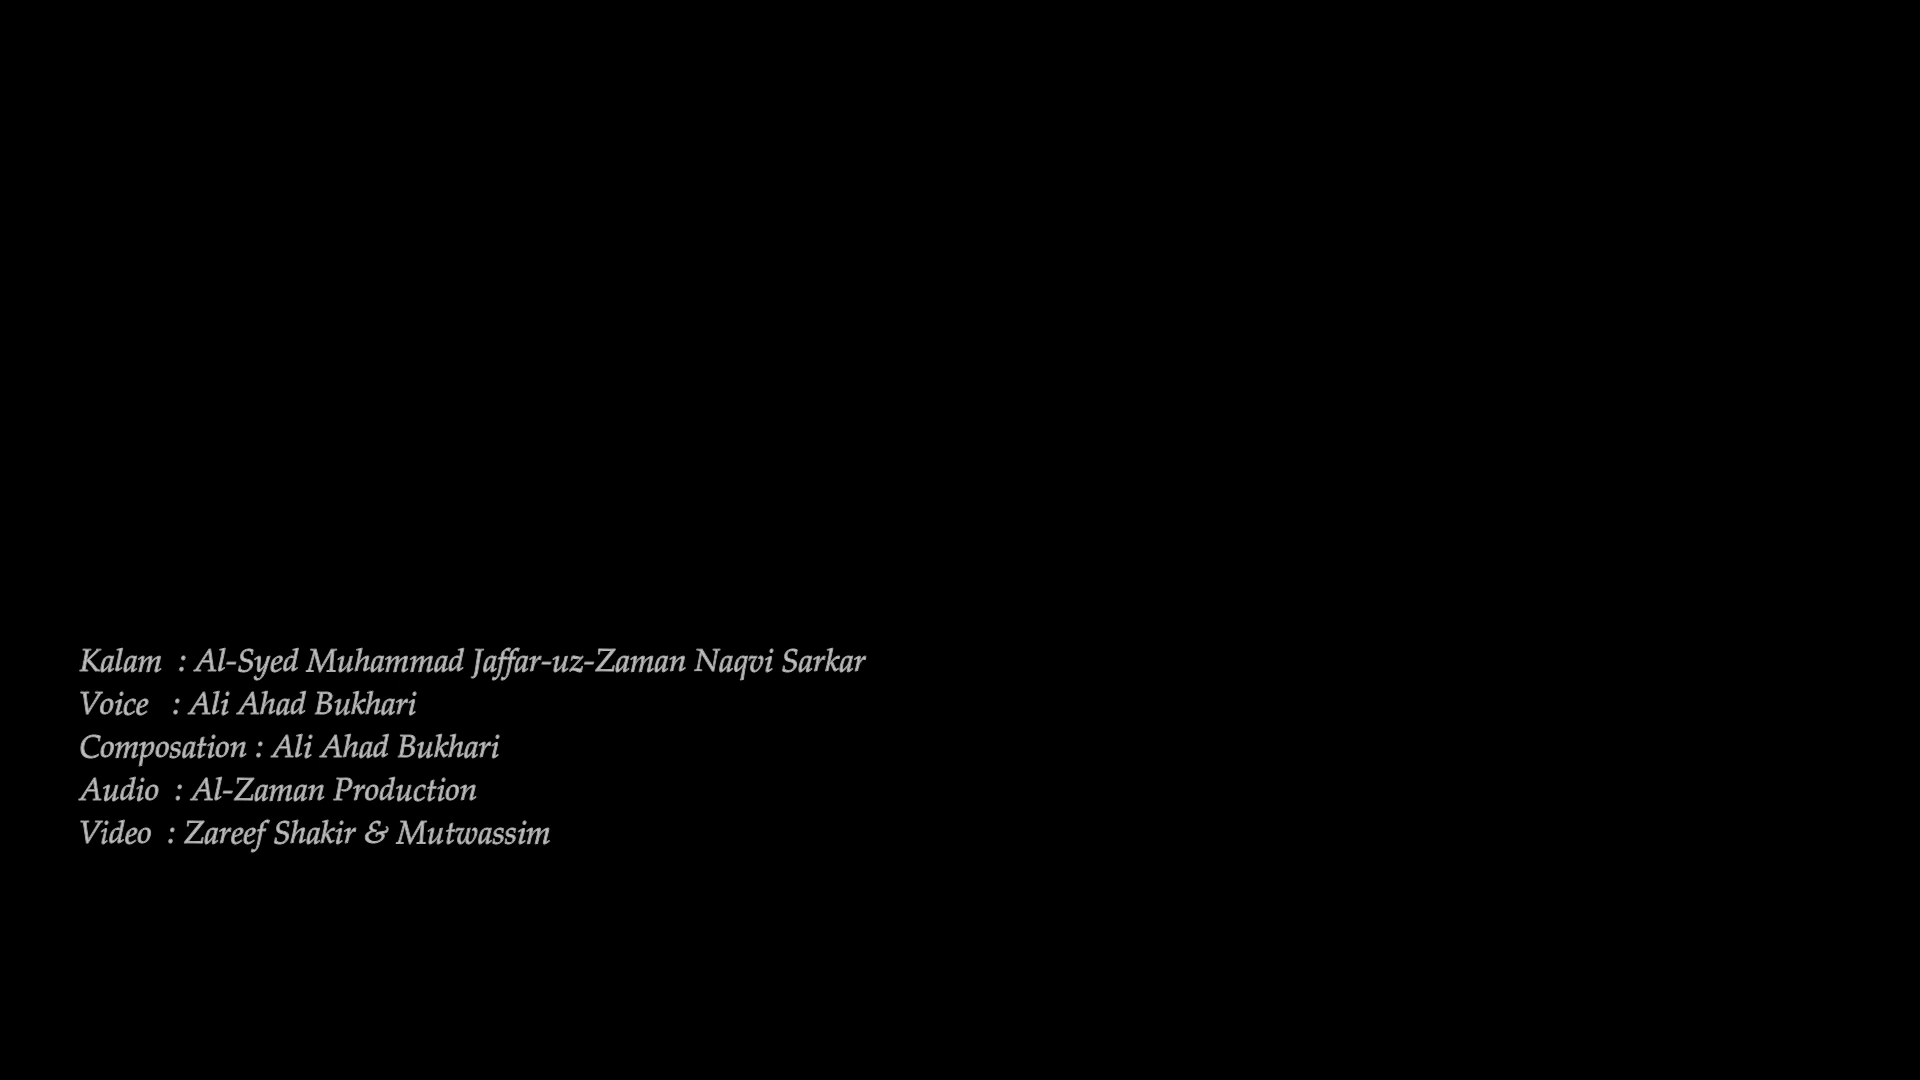 Kalam : Al-Syed Muhammad Jaffar-uz-Zaman Naqvi Sarkar
Voice : Ali Ahad Bukhari
Composation : Ali Ahad Bukhari
Audio : Al-Zaman Production
Video : Zareef Shakir & Mutwassim